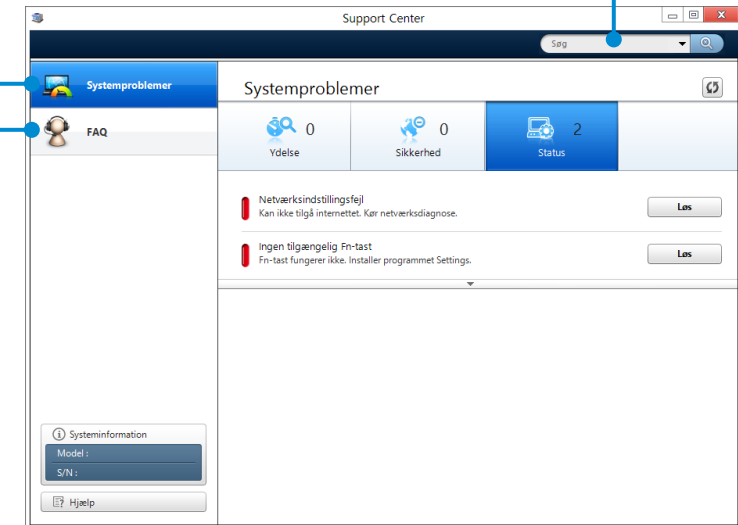 Support Center
Søg
Systemproblemer
FAQ
Systemproblemer
0
Ydelse
0
Sikkerhed
2
Status
Netværksindstillingsfejl
Kan ikke tilgå internettet. Kør netværksdiagnose.
Løs
Ingen tilgængelig Fn-tast
Fn-tast fungerer ikke. Installer programmet Settings.
Løs
Systeminformation
Model :
S/N :
Hjælp